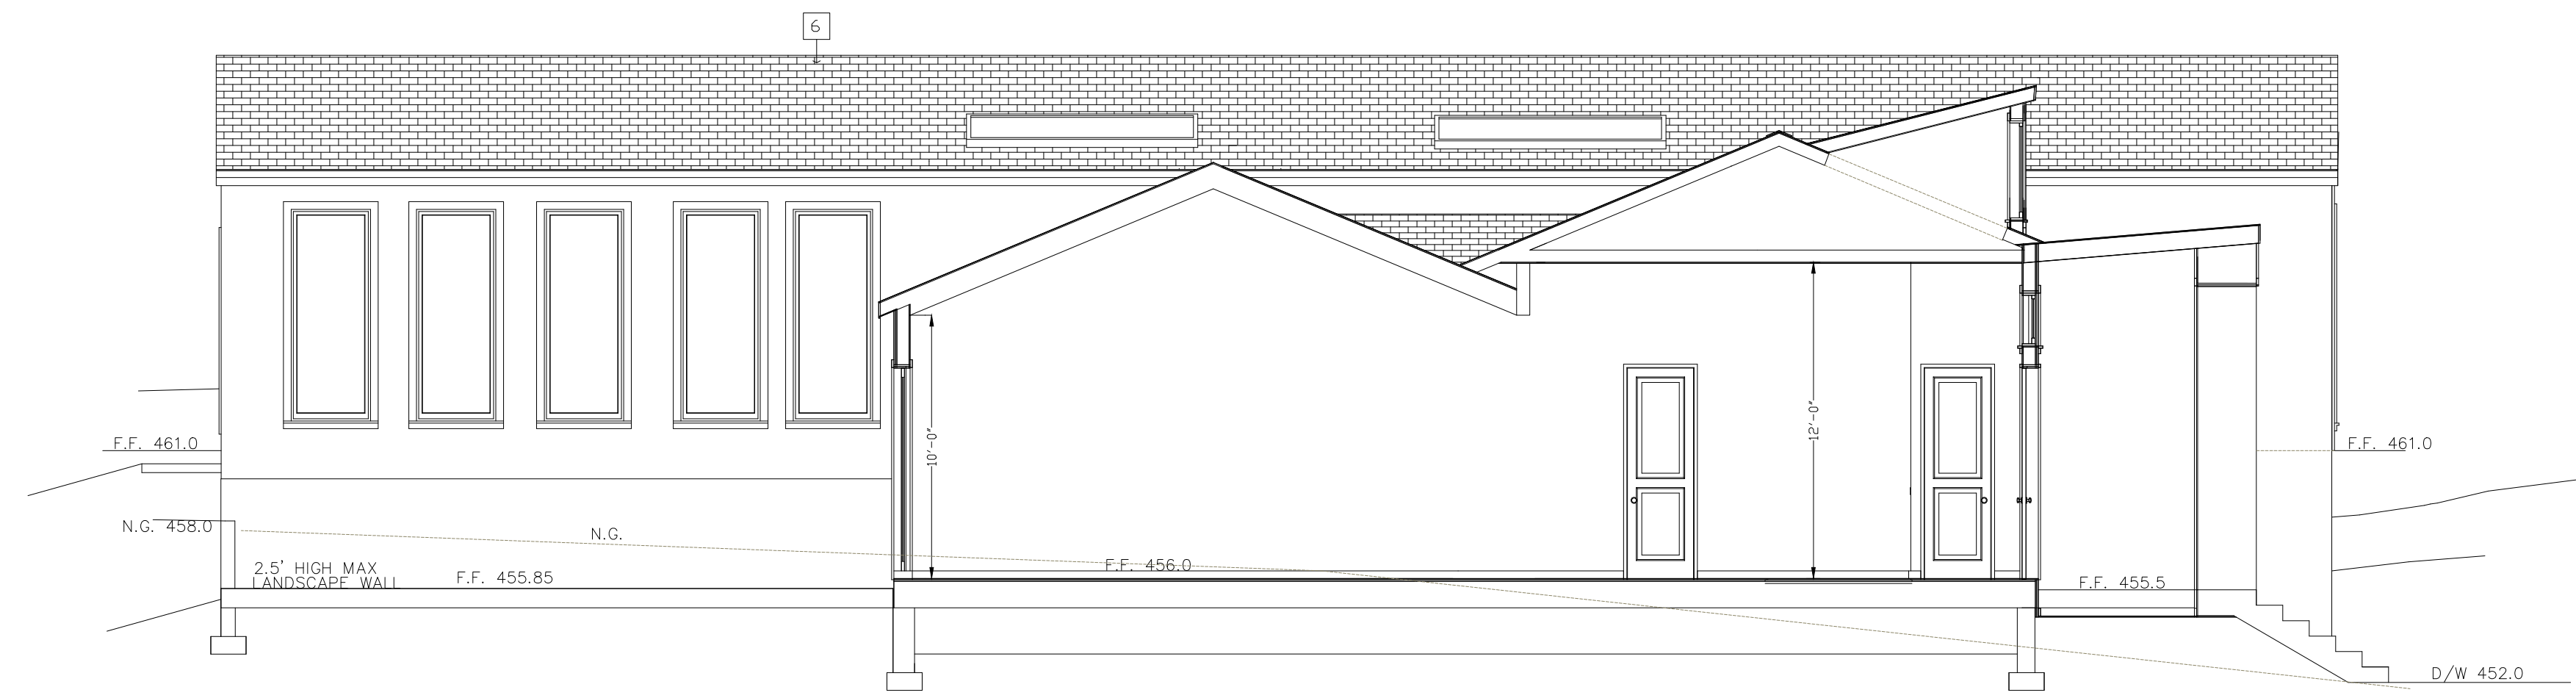 6
10'-0"
12'-0"
F.F. 461.0
F.F. 461.0
N.G. 458.0
N.G.
2.5' HIGH MAX
LANDSCAPE WALL
F.F. 455.85
F.F. 456.0
F.F. 455.5
D/W 452.0